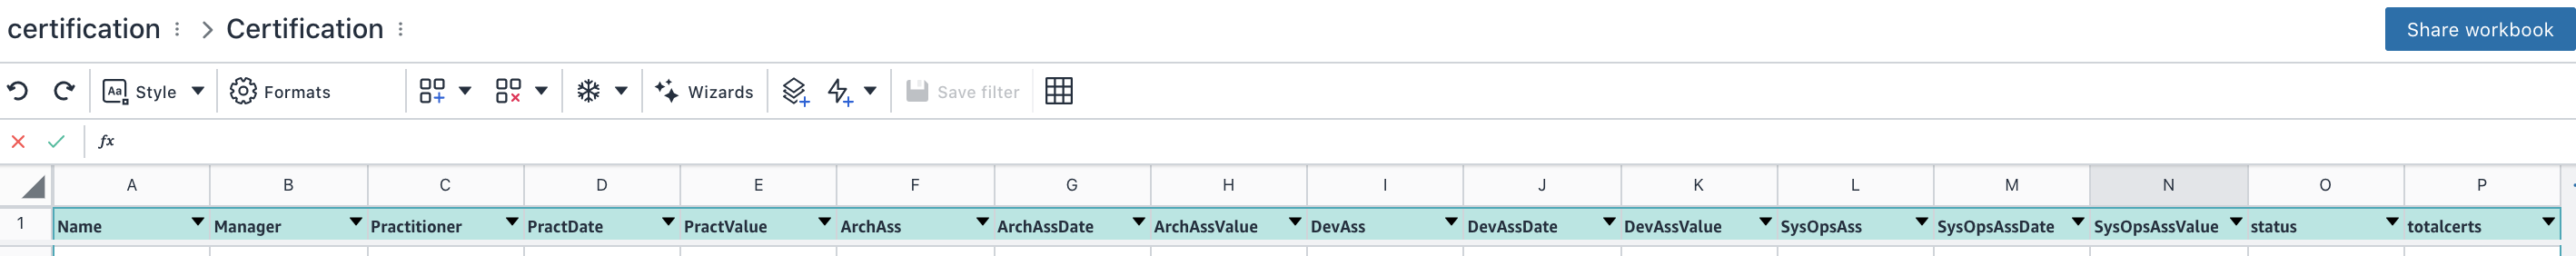 certification > Certification
Share workbook
Aa Style Formats Wizards Save filter
fx
A B C D E F G H I J K L M N O P
1 Name Manager Practitioner PractDate PractValue ArchAss ArchAssDate ArchAssValue DevAss DevAssDate DevAssValue SysOpsAss SysOpsAssDate SysOpsAssValue status totalcerts